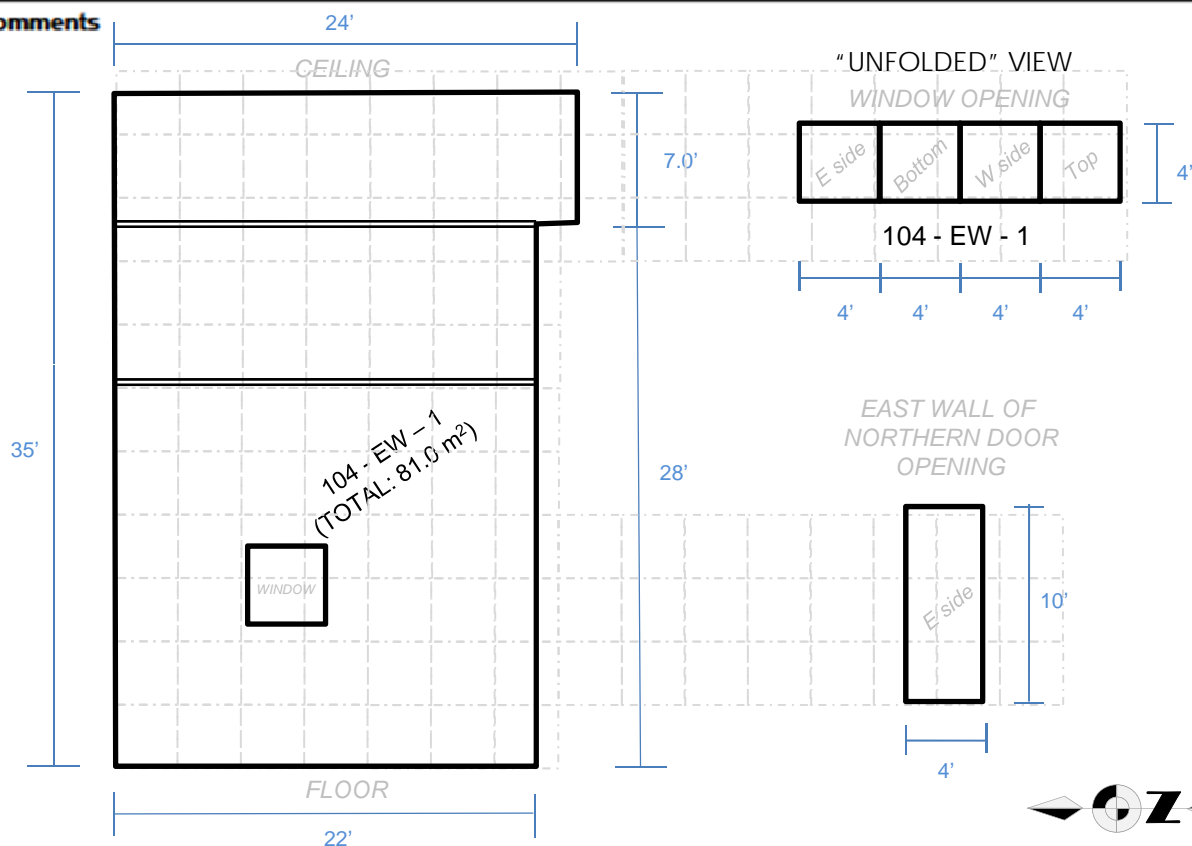 omments
24'
CEILING
"UNFOLDED" VIEW
WINDOW OPENING
7.0'
E side
Bottom
W side
Top
4'
104 - EW - 1
4'
4'
4'
4'
35'
104 - EW – 1
(TOTAL: 81.0 m²)
28'
EAST WALL OF
NORTHERN DOOR
OPENING
WINDOW
E side
10'
4'
FLOOR
22'
Z